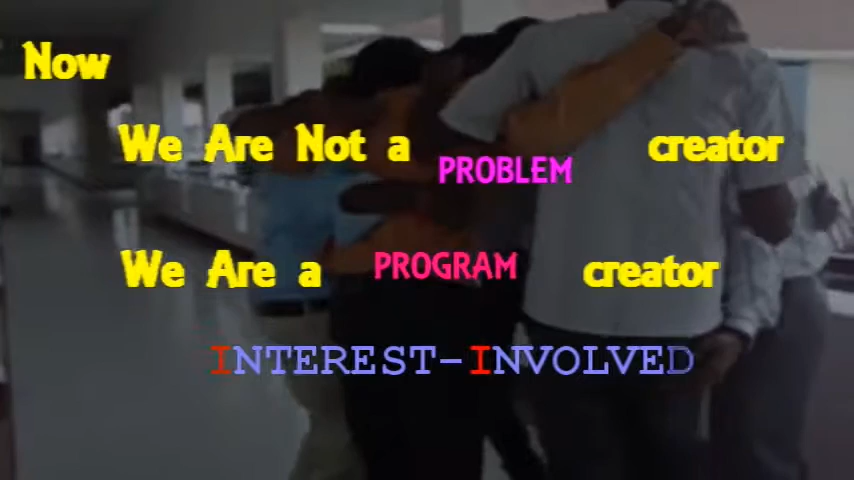 Now
We Are Not a PROBLEM creator
We Are a PROGRAM creator
INTEREST-INVOLVED